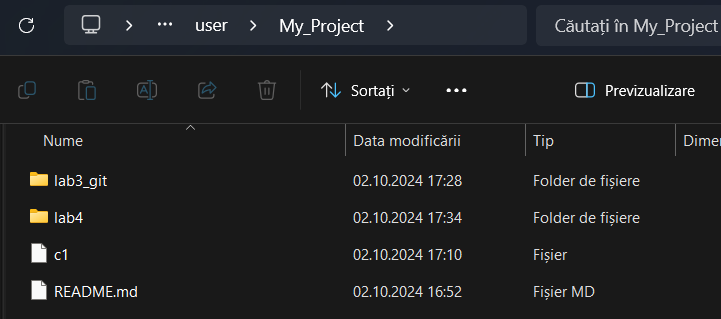 user > My_Project > Căutați în My_Project
Sortați Previzualizare
Nume Data modificării Tip Dimen
lab3_git 02.10.2024 17:28 Folder de fișiere
lab4 02.10.2024 17:34 Folder de fișiere
c1 02.10.2024 17:10 Fișier
README.md 02.10.2024 16:52 Fișier MD